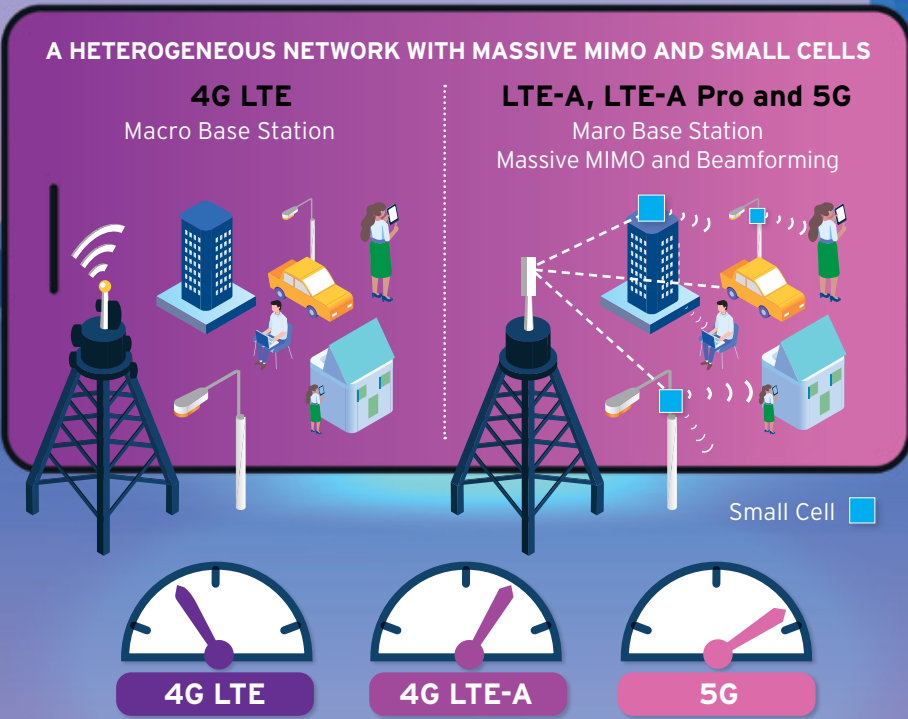 A HETEROGENEOUS NETWORK WITH MASSIVE MIMO AND SMALL CELLS
4G LTE
Macro Base Station
LTE-A, LTE-A Pro and 5G
Maro Base Station
Massive MIMO and Beamforming
Small Cell
4G LTE
4G LTE-A
5G